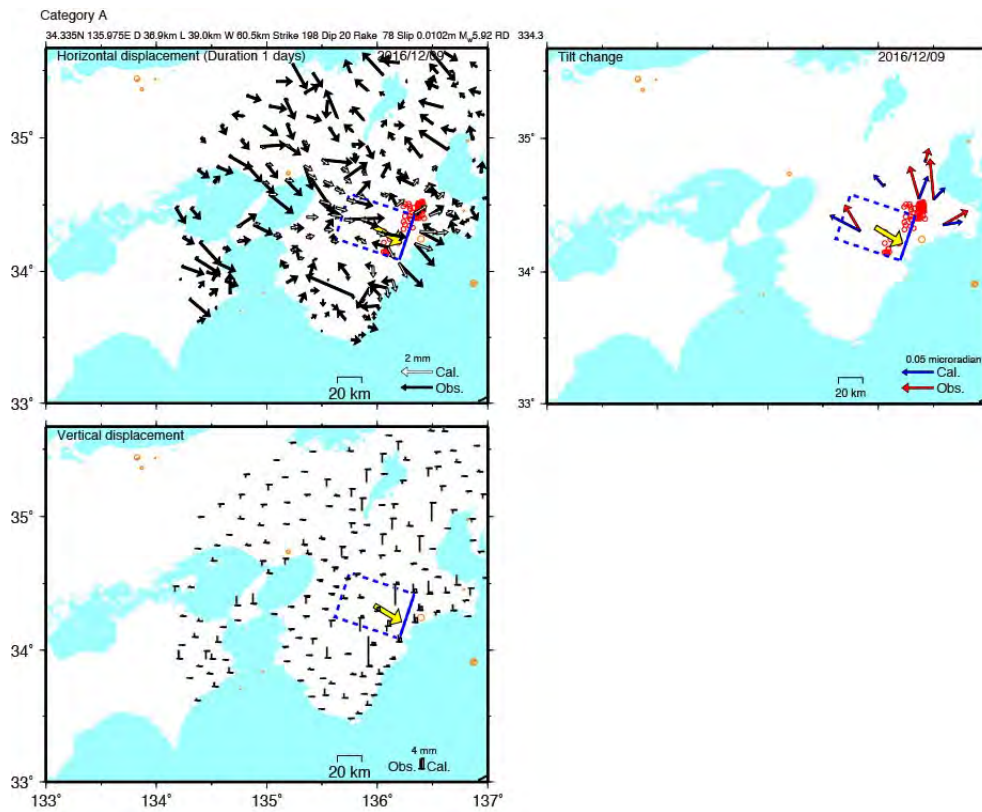 Category A
34.335N 135.975E D 36.9km L 39.0km W 60.5km Strike 198 Dip 20 Rake 78 Slip 0.0102m Mw5.92 RD 334.3
Horizontal displacement (Duration 1 days) 2016/12/09
Tilt change 2016/12/09
35°
34°
33°
2 mm
Cal.
Obs.
20 km
35°
34°
33°
0.05 microradian
Cal.
Obs.
20 km
Vertical displacement
35°
34°
33°
4 mm
Obs. Cal.
20 km
133° 134° 135° 136° 137°